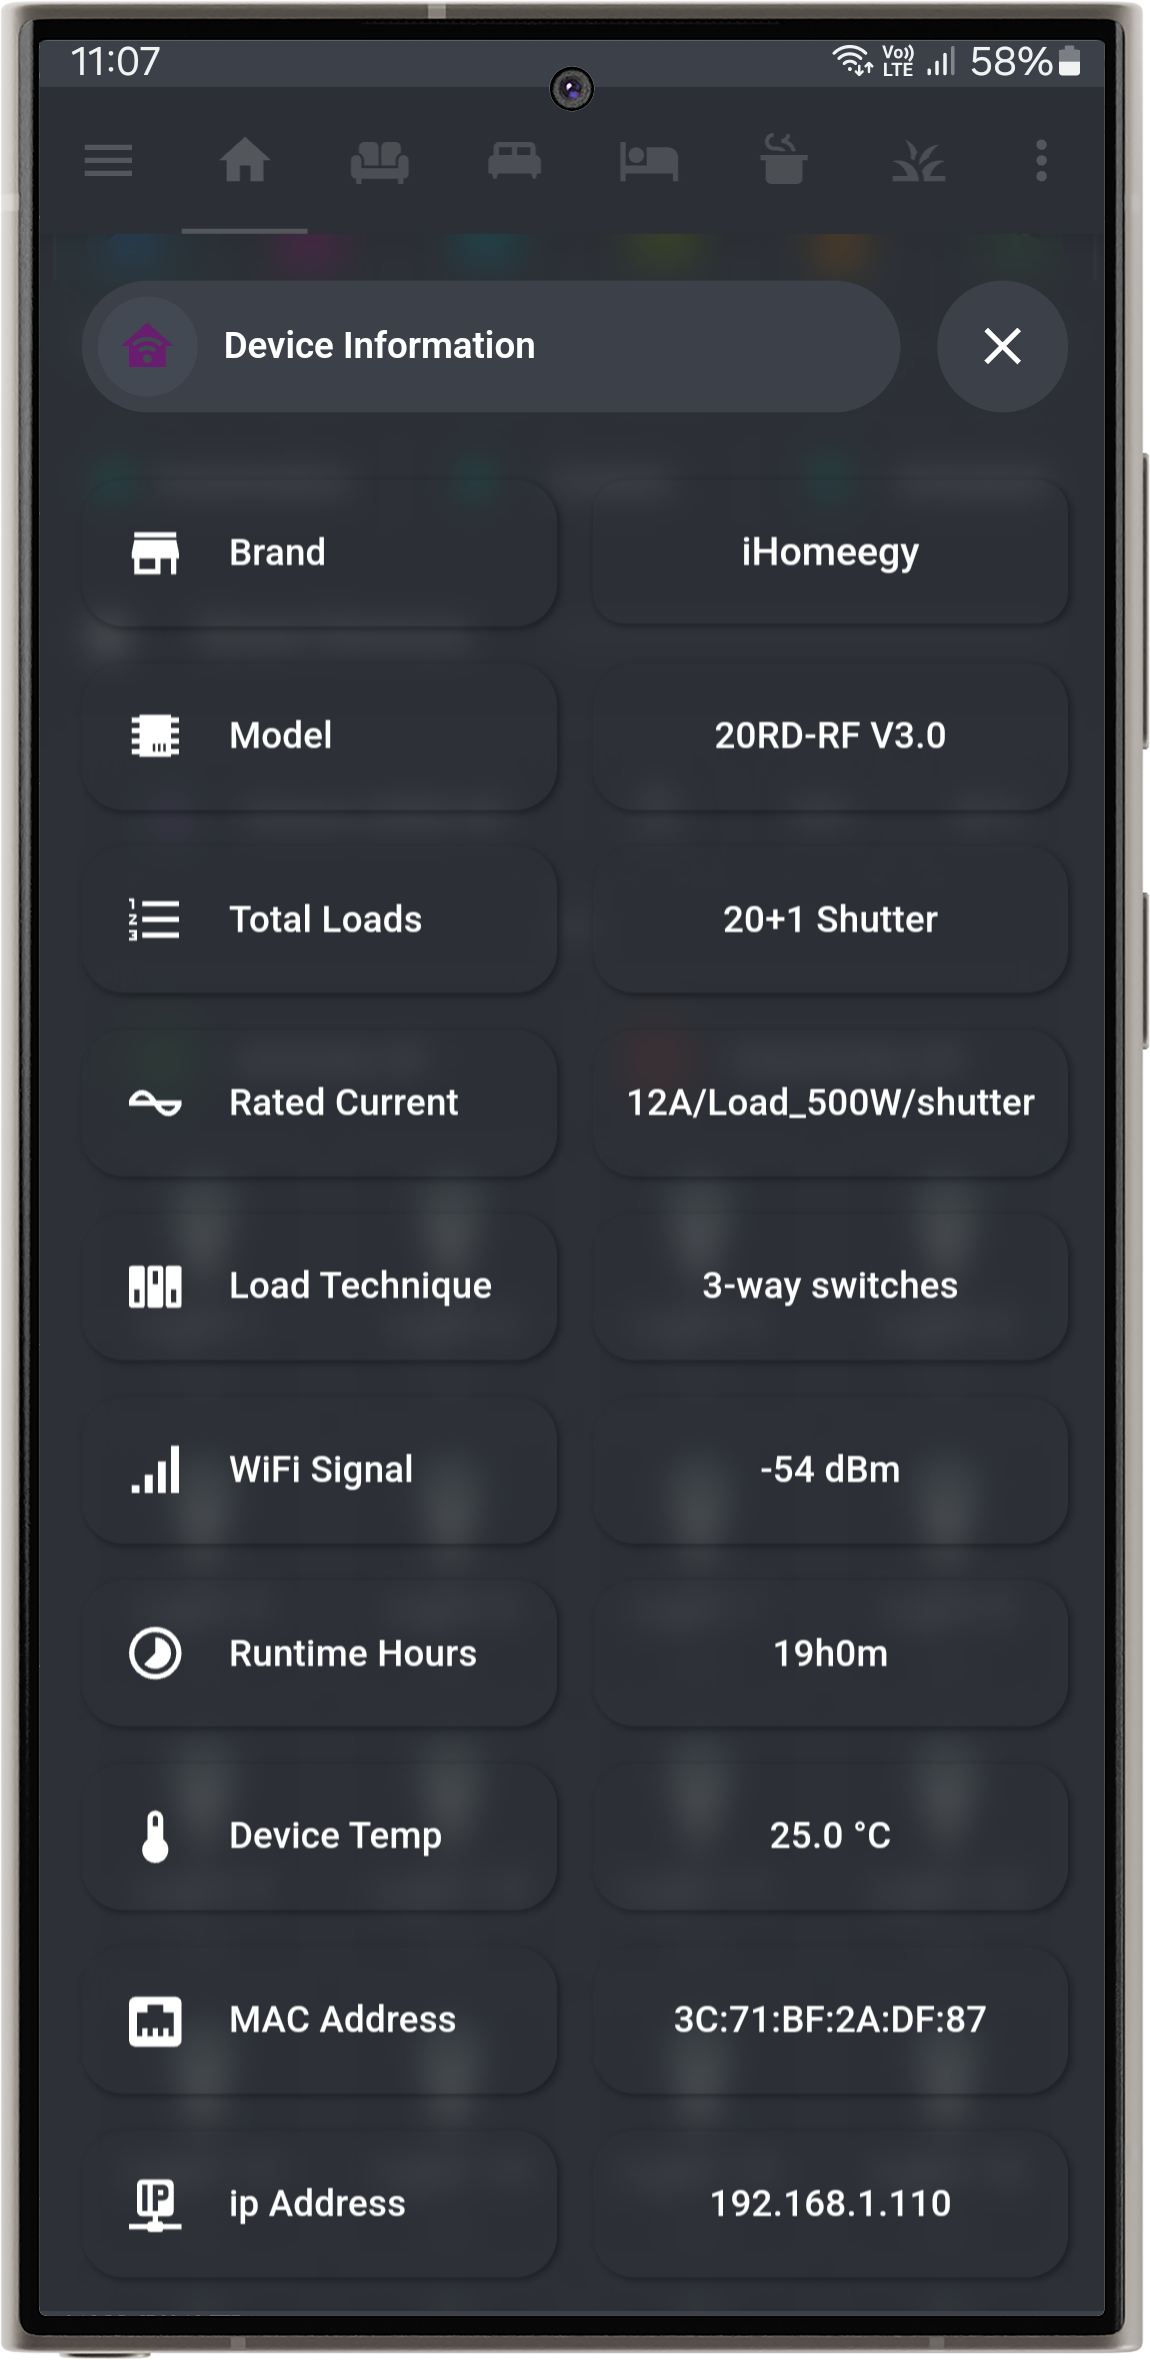 11:07
Vo)) LTE 58%
Device Information
Brand
iHomeegy
Model
20RD-RF V3.0
Total Loads
20+1 Shutter
Rated Current
12A/Load_500W/shutter
Load Technique
3-way switches
WiFi Signal
-54 dBm
Runtime Hours
19h0m
Device Temp
25.0 °C
MAC Address
3C:71:BF:2A:DF:87
IP
ip Address
192.168.1.110